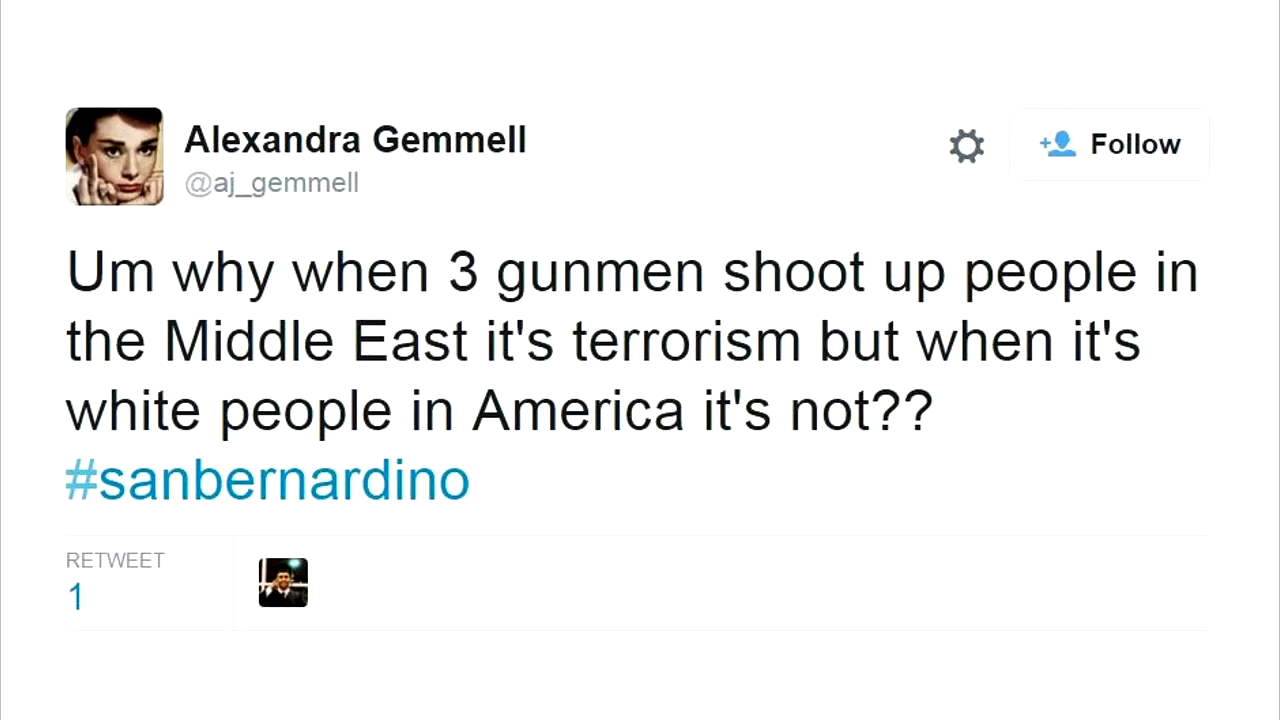 Alexandra Gemmell
@aj_gemmell
Follow
Um why when 3 gunmen shoot up people in
the Middle East it's terrorism but when it's
white people in America it's not??
#sanbernardino
RETWEET
1